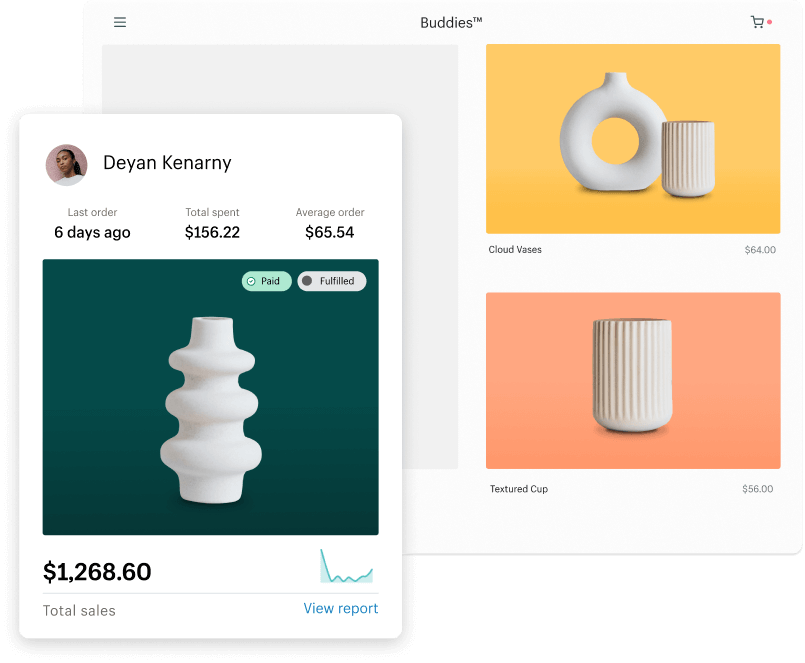 Buddies™
Deyan Kenarny
Last order
Total spent
Average order
6 days ago
$156.22
$65.54
Paid
Fulfilled
$1,268.60
Total sales
View report
Cloud Vases
$64.00
Textured Cup
$56.00